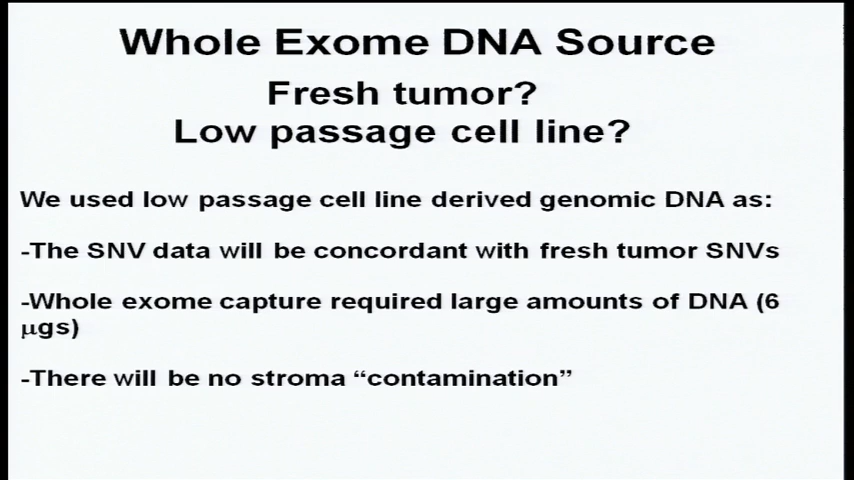 Whole Exome DNA Source
Fresh tumor?
Low passage cell line?
We used low passage cell line derived genomic DNA as:
-The SNV data will be concordant with fresh tumor SNVs
-Whole exome capture required large amounts of DNA (6
μgs)
-There will be no stroma “contamination”